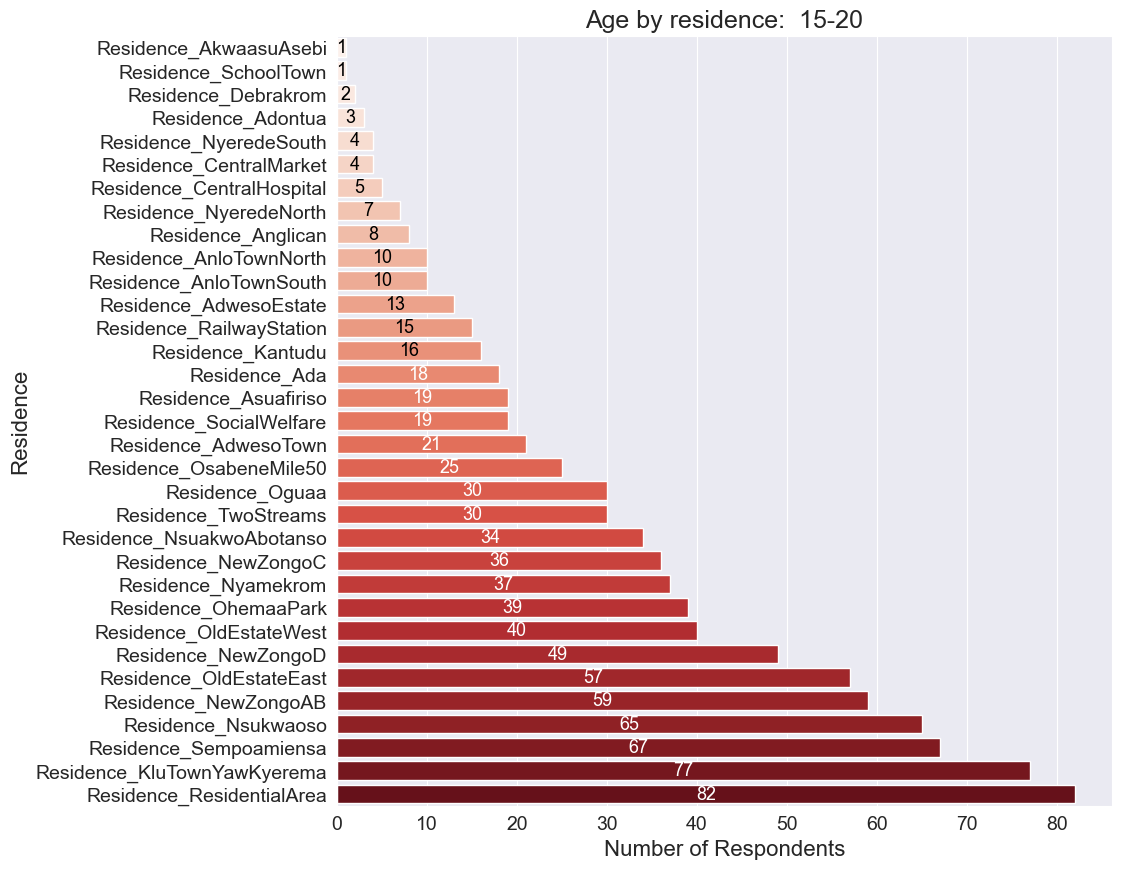 Age by residence:  15-20
Residence_AkwaasuAsebi 1
Residence_SchoolTown 1
Residence_Debrakrom 2
Residence_Adontua 3
Residence_NyeredeSouth 4
Residence_CentralMarket 4
Residence_CentralHospital 5
Residence_NyeredeNorth 7
Residence_Anglican 8
Residence_AnloTownNorth 10
Residence_AnloTownSouth 10
Residence_AdwesoEstate 13
Residence_RailwayStation 15
Residence_Kantudu 16
Residence_Ada 18
Residence_Asuafiriso 19
Residence_SocialWelfare 19
Residence_AdwesoTown 21
Residence_OsabeneMile50 25
Residence_Oguaa 30
Residence_TwoStreams 30
Residence_NsuakwoAbotanso 34
Residence_NewZongoC 36
Residence_Nyamekrom 37
Residence_OhemaaPark 39
Residence_OldEstateWest 40
Residence_NewZongoD 49
Residence_OldEstateEast 57
Residence_NewZongoAB 59
Residence_Nsukwaoso 65
Residence_Sempoamiensa 67
Residence_KluTownYawKyerema 77
Residence_ResidentialArea 82
0 10 20 30 40 50 60 70 80
Number of Respondents
Residence